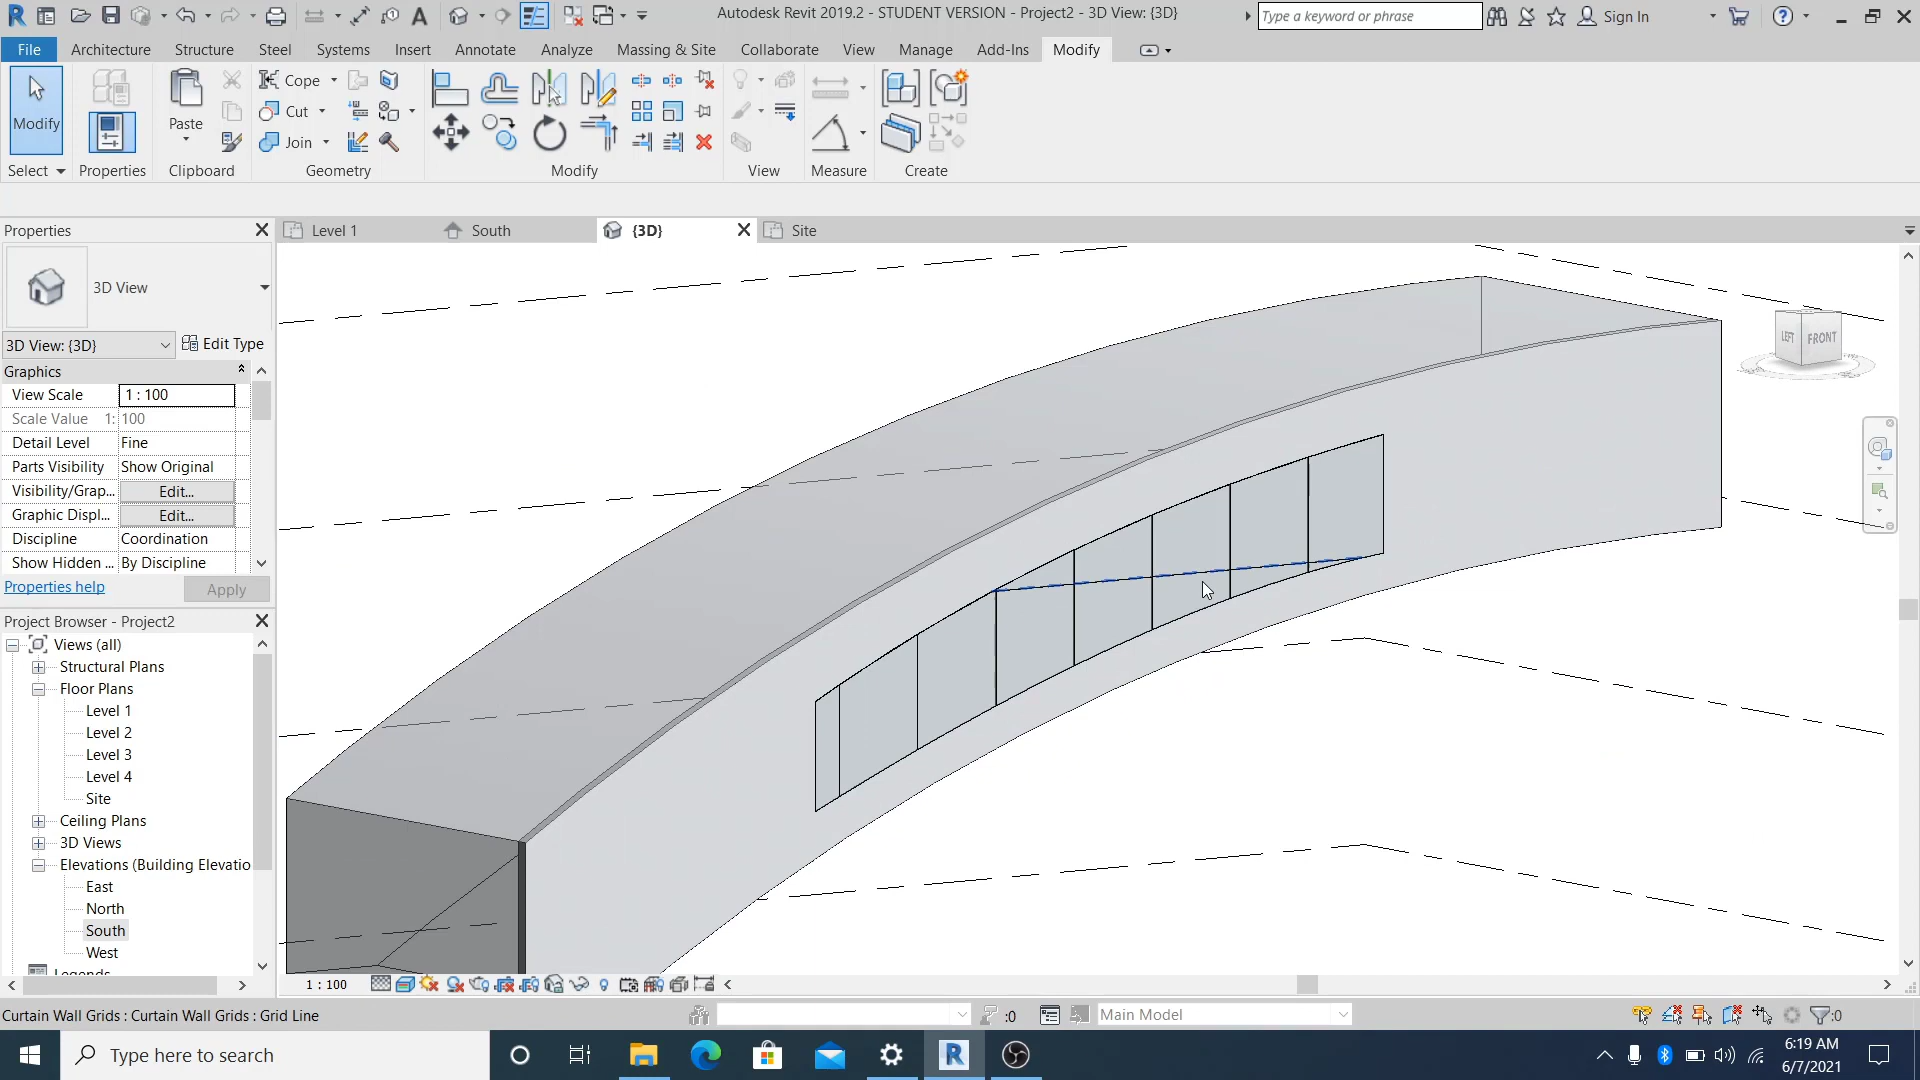 Autodesk Revit 2019.2 - STUDENT VERSION - Project2 - 3D View: {3D}
Type a keyword or phrase
Sign In
File
Architecture
Structure
Steel
Systems
Insert
Annotate
Analyze
Massing & Site
Collaborate
View
Manage
Add-Ins
Modify
Modify
Paste
Cope
Cut
Join
Select
Properties
Clipboard
Geometry
Modify
View
Measure
Create
Properties
Level 1
South
{3D}
Site
3D View
3D View: {3D}
Edit Type
Graphics
View Scale
1 : 100
Scale Value 1:
100
Detail Level
Fine
Parts Visibility
Show Original
Visibility/Grap...
Edit...
Graphic Displ...
Edit...
Discipline
Coordination
Show Hidden ...
By Discipline
Properties help
Apply
Project Browser - Project2
Views (all)
Structural Plans
Floor Plans
Level 1
Level 2
Level 3
Level 4
Site
Ceiling Plans
3D Views
Elevations (Building Elevatio
East
North
South
West
Legends
LEFT
FRONT
1 : 100
Curtain Wall Grids : Curtain Wall Grids : Grid Line
:0
Main Model
:0
Type here to search
6:19 AM
6/7/2021